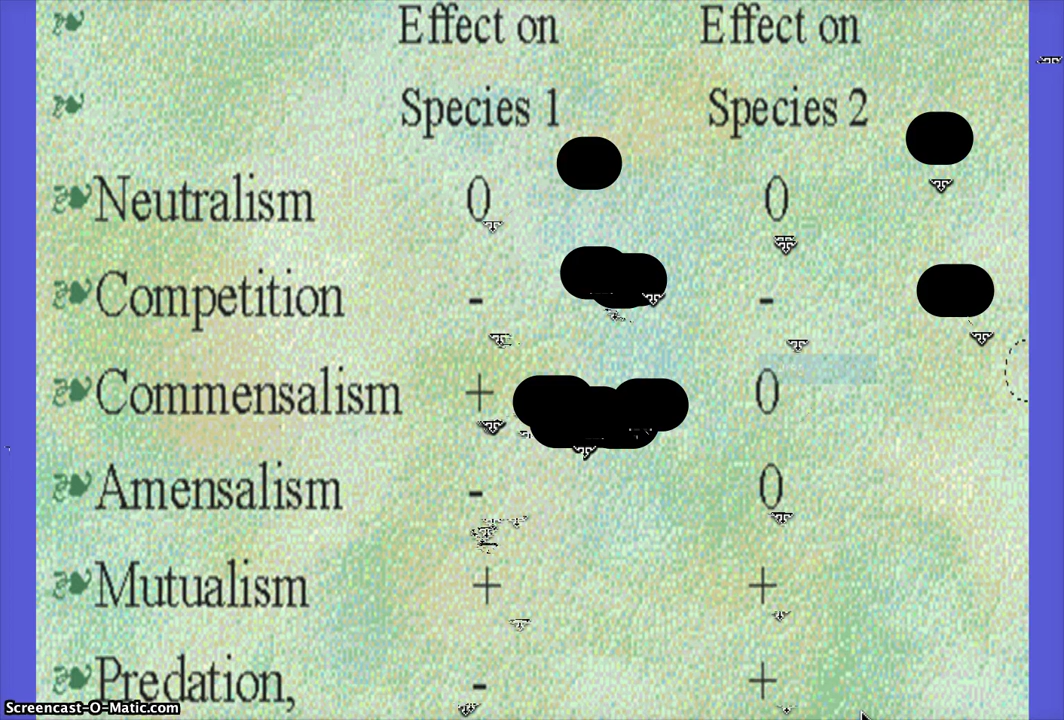 Effect on Effect on
Species 1 Species 2
Neutralism 0 0
Competition - -
Commensalism + 0
Amensalism - 0
Mutualism + +
Predation, - +
Screencast-O-Matic.com